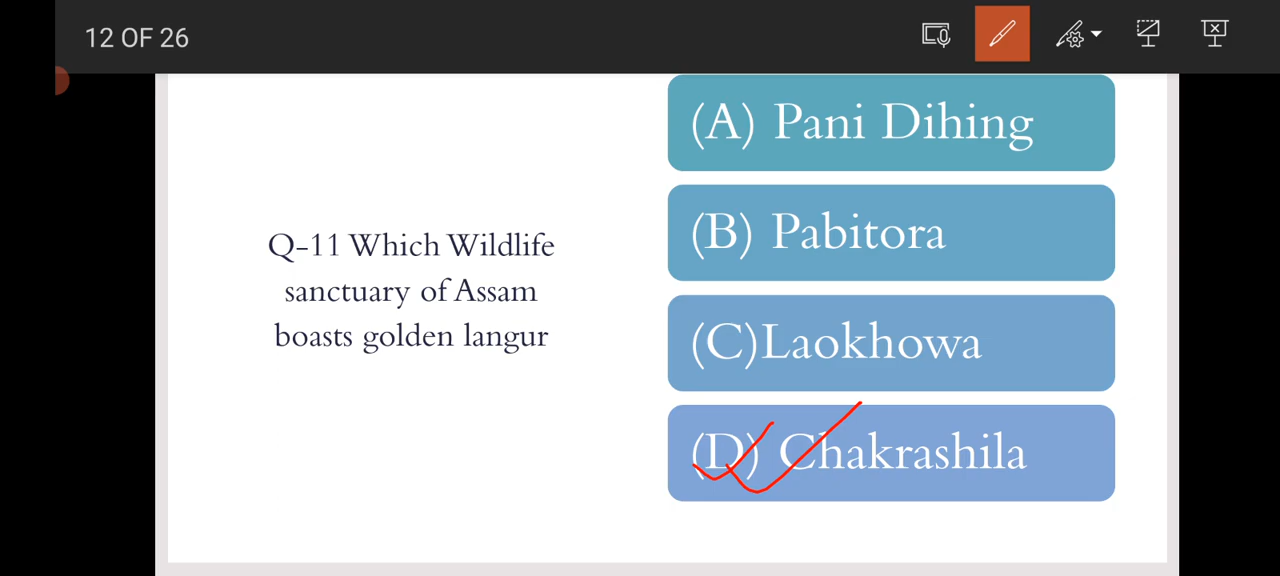 12 OF 26
(A) Pani Dihing
(B) Pabitora
Q-11 Which Wildlife
sanctuary of Assam
boasts golden langur
(C)Laokhowa
(D) Chakrashila